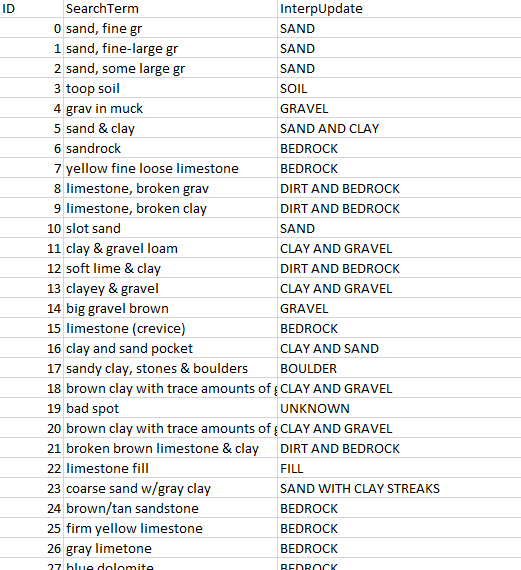 ID SearchTerm InterpUpdate
0 sand, fine gr SAND
1 sand, fine-large gr SAND
2 sand, some large gr SAND
3 toop soil SOIL
4 grav in muck GRAVEL
5 sand & clay SAND AND CLAY
6 sandrock BEDROCK
7 yellow fine loose limestone BEDROCK
8 limestone, broken grav DIRT AND BEDROCK
9 limestone, broken clay DIRT AND BEDROCK
10 slot sand SAND
11 clay & gravel loam CLAY AND GRAVEL
12 soft lime & clay DIRT AND BEDROCK
13 clayey & gravel CLAY AND GRAVEL
14 big gravel brown GRAVEL
15 limestone (crevice) BEDROCK
16 clay and sand pocket CLAY AND SAND
17 sandy clay, stones & boulders BOULDER
18 brown clay with trace amounts of CLAY AND GRAVEL
19 bad spot UNKNOWN
20 brown clay with trace amounts of CLAY AND GRAVEL
21 broken brown limestone & clay DIRT AND BEDROCK
22 limestone fill FILL
23 coarse sand w/gray clay SAND WITH CLAY STREAKS
24 brown/tan sandstone BEDROCK
25 firm yellow limestone BEDROCK
26 gray limetone BEDROCK
27 blue dolomite BEDROCK